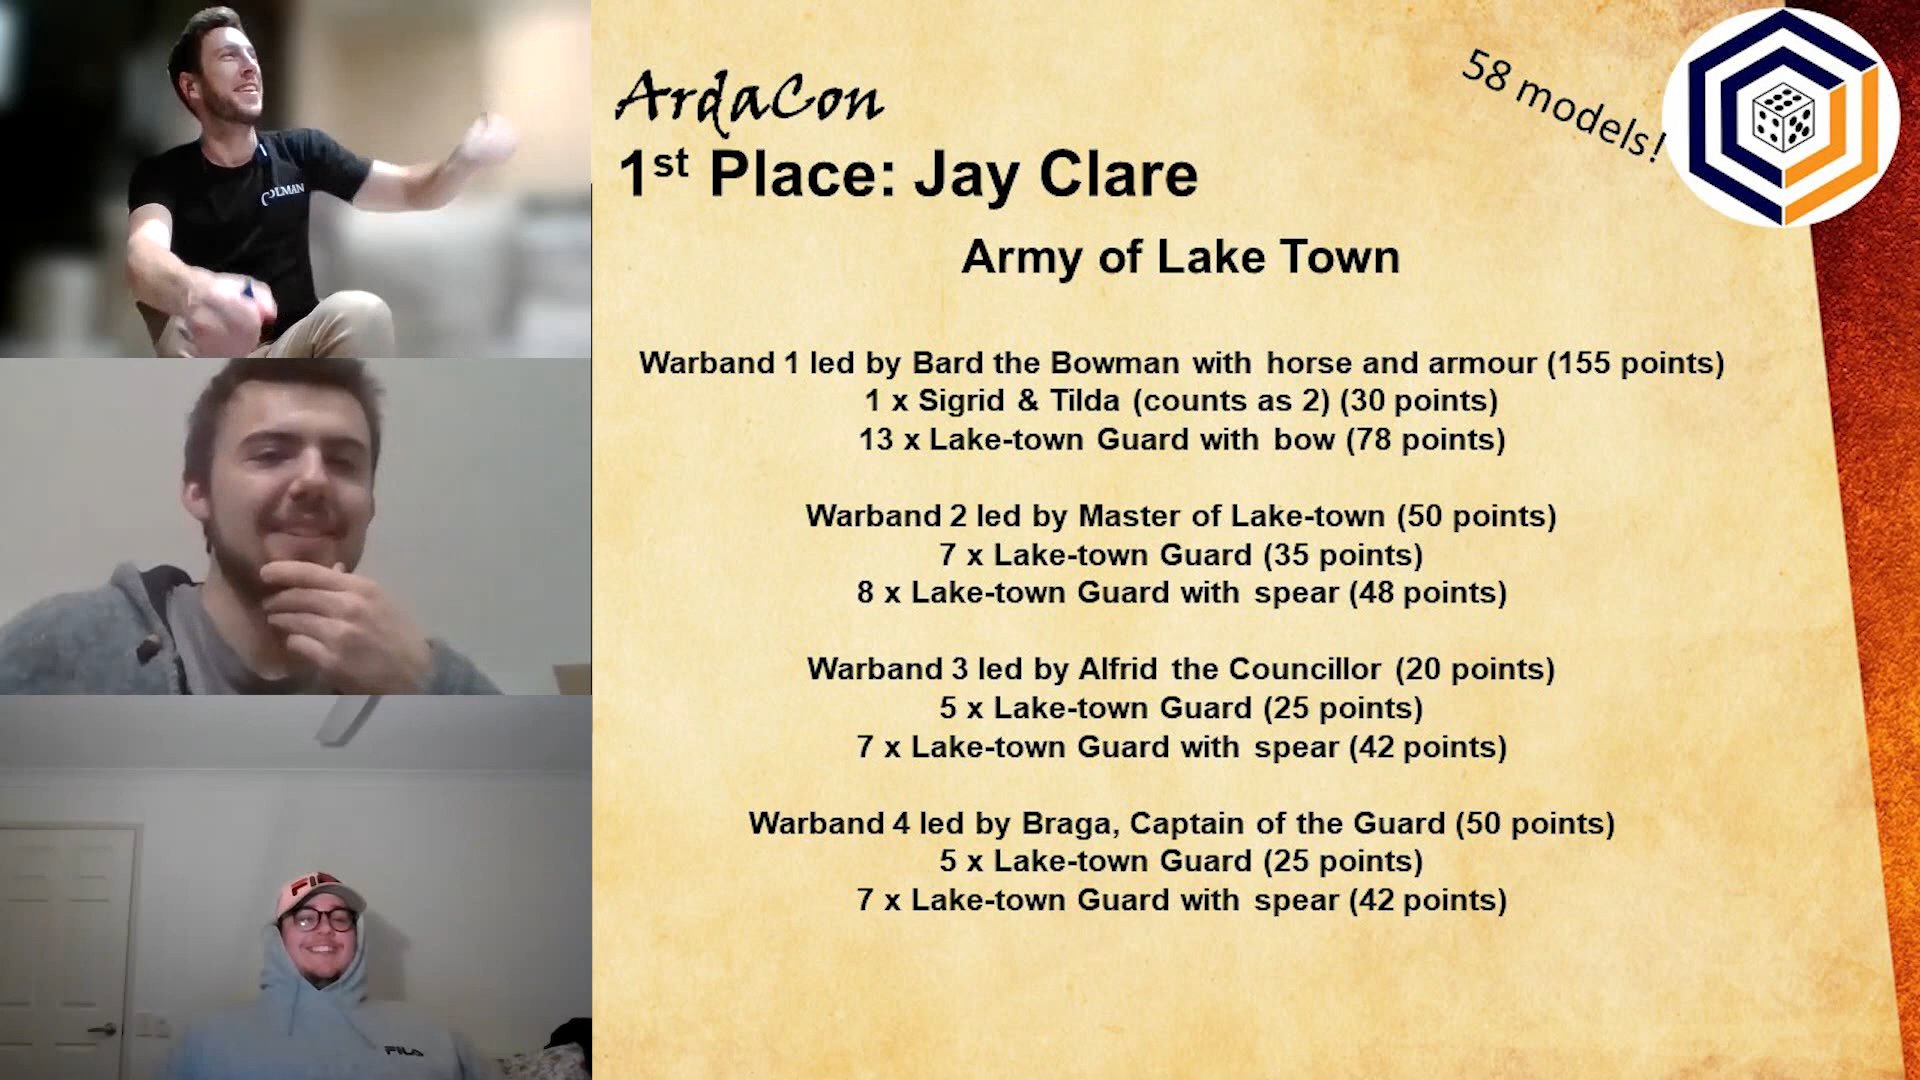 58 models!
ArdaCon
1st Place: Jay Clare
Army of Lake Town
Warband 1 led by Bard the Bowman with horse and armour (155 points)
1 x Sigrid & Tilda (counts as 2) (30 points)
13 x Lake-town Guard with bow (78 points)
Warband 2 led by Master of Lake-town (50 points)
7 x Lake-town Guard (35 points)
8 x Lake-town Guard with spear (48 points)
Warband 3 led by Alfrid the Councillor (20 points)
5 x Lake-town Guard (25 points)
7 x Lake-town Guard with spear (42 points)
Warband 4 led by Braga, Captain of the Guard (50 points)
5 x Lake-town Guard (25 points)
7 x Lake-town Guard with spear (42 points)
FILA